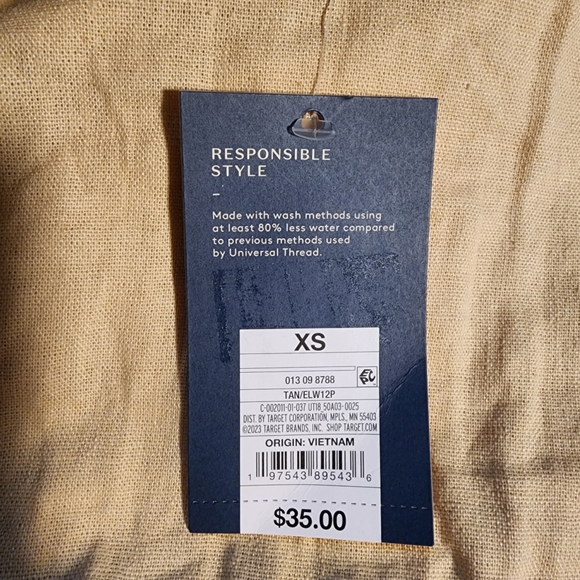 RESPONSIBLE
STYLE
–
Made with wash methods using
at least 80% less water compared
to previous methods used
by Universal Thread.
XS
013 09 8788
TAN/ELW12P
C-002011-01-037 UT18_50A03-0025
DIST. BY TARGET CORPORATION, MPLS., MN 55403
©2023 TARGET BRANDS, INC. SHOP TARGET.COM
ORIGIN: VIETNAM
1 97543 89543 6
$35.00